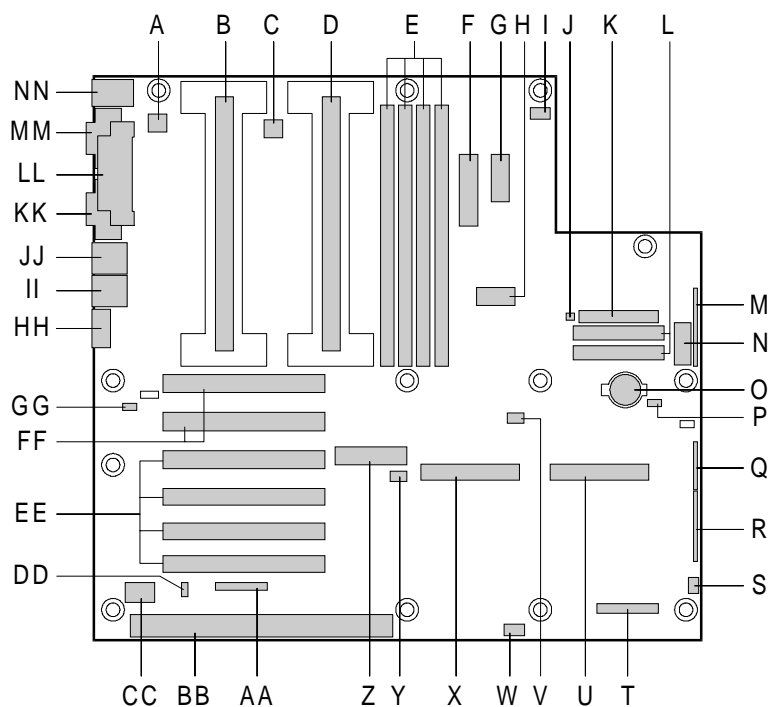 A B C D E F G H I J K L
NN
MM
LL
KK
JJ
II
HH
M
N
O
P
GG
FF
Q
EE
R
DD
S
CC BB AA Z Y X W V U T